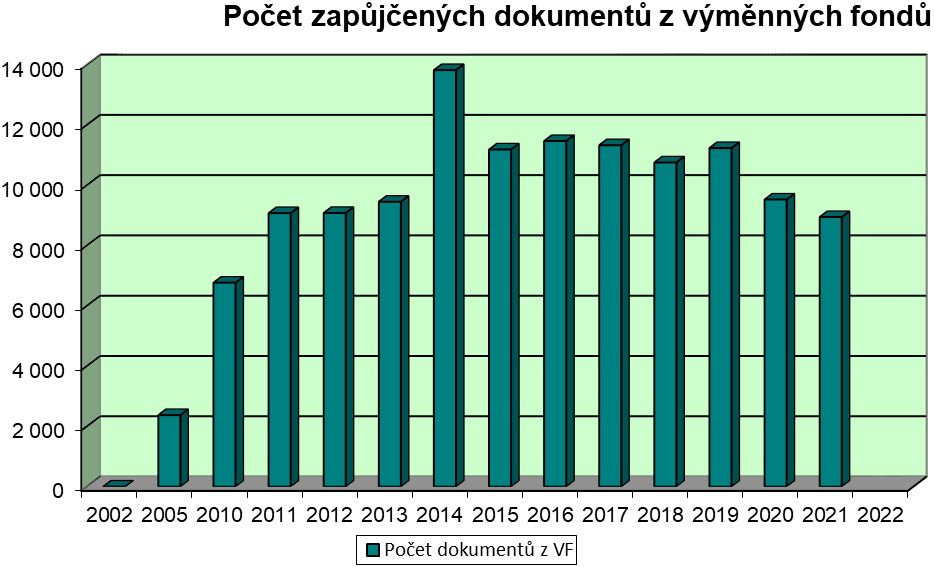 Počet zapůjčených dokumentů z výměnných fondů
14 000
12 000
10 000
8 000
6 000
4 000
2 000
0
2002 2005 2010 2011 2012 2013 2014 2015 2016 2017 2018 2019 2020 2021 2022
Počet dokumentů z VF